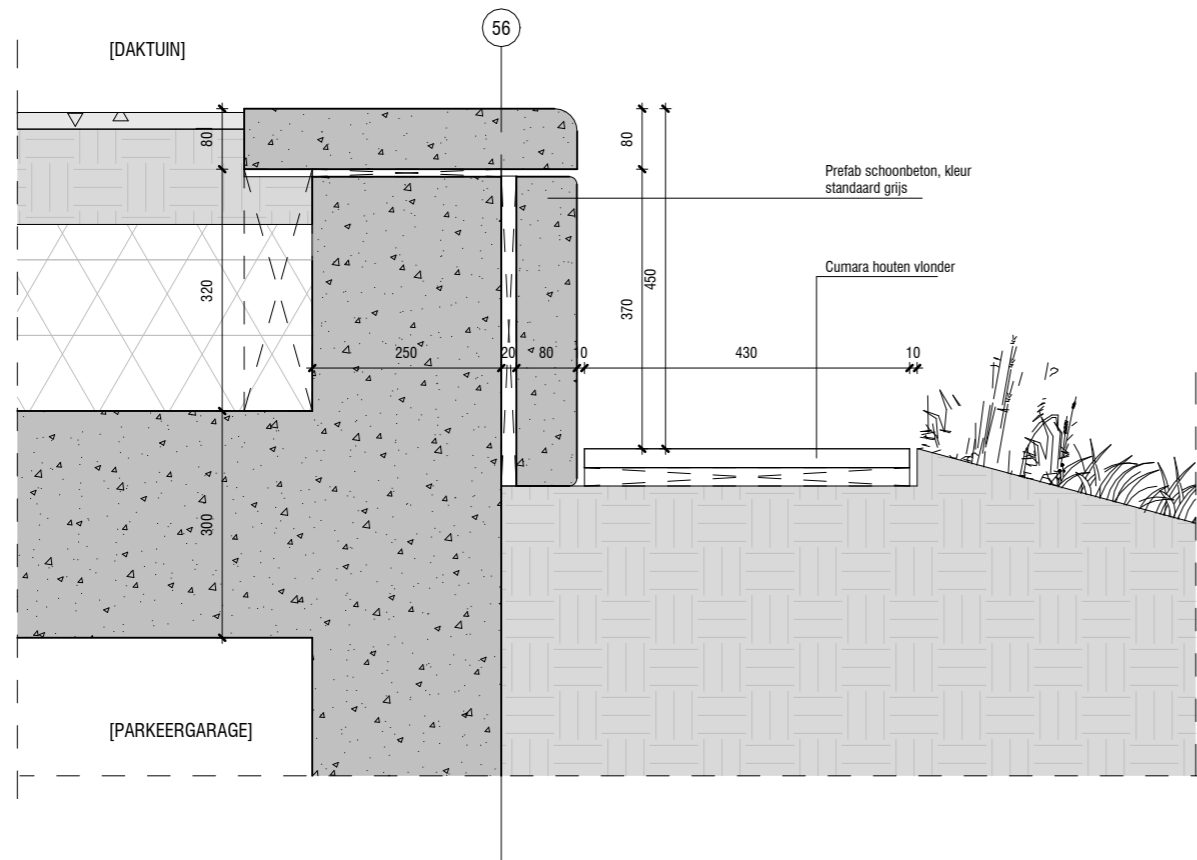 56
[DAKTUIN]
80
80
Prefab schoonbeton, kleur
standaard grijs
Cumara houten vlonder
320
370
450
250
20
80
10
430
10
300
[PARKEERGARAGE]